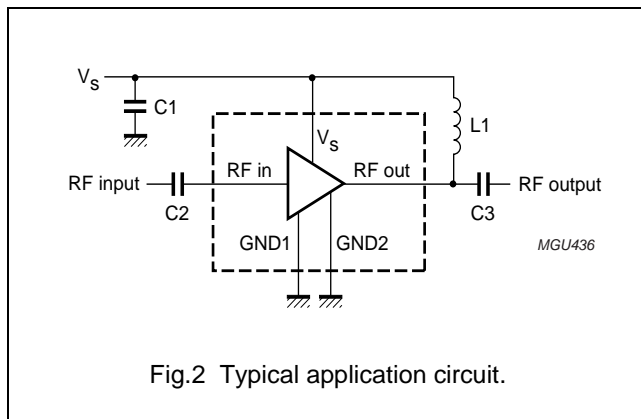 Vs
C1
L1
Vs
RF input
RF in
RF out
RF output
C2
C3
GND1
GND2
MGU436
Fig.2 Typical application circuit.